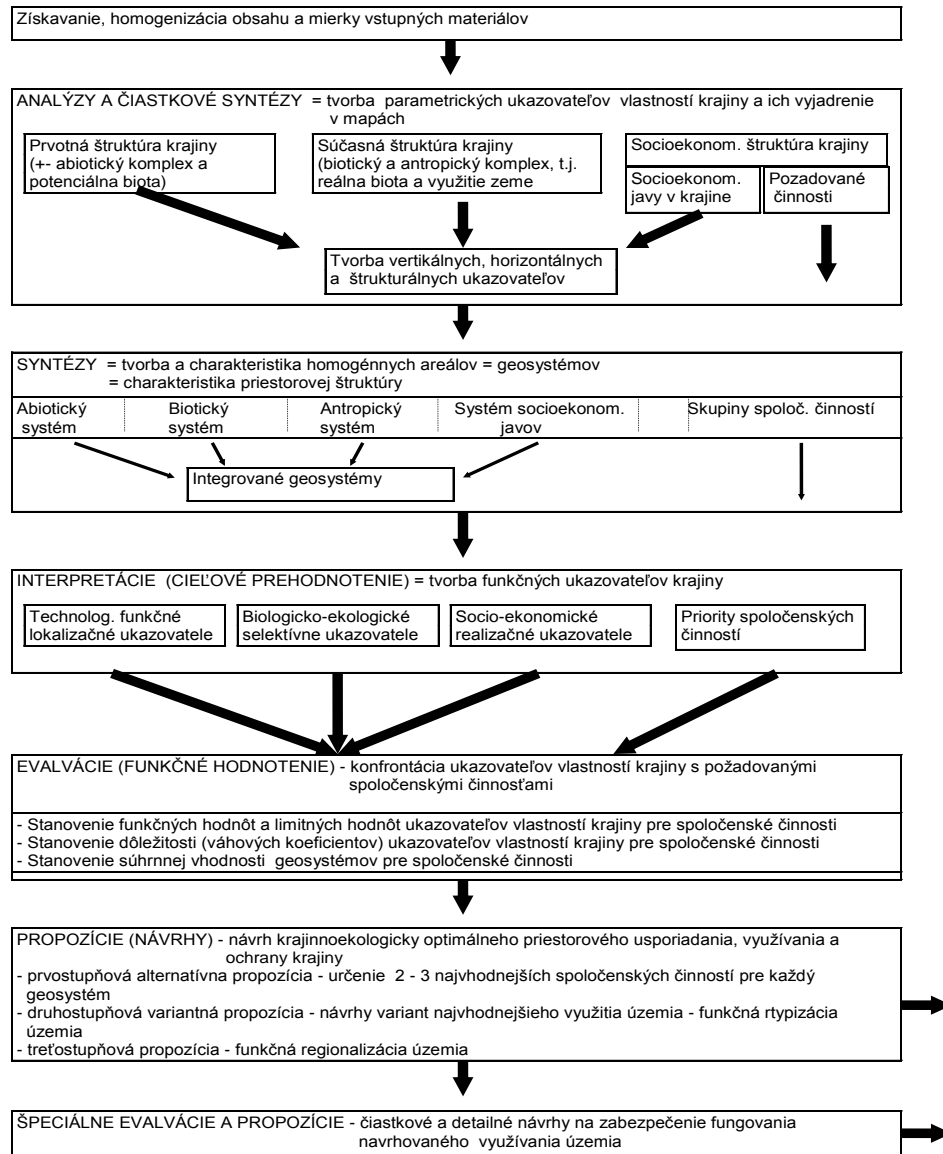 Získavanie, homogenizácia obsahu a mierky vstupných materiálov
ANALÝZY A ČIASTKOVÉ SYNTÉZY = tvorba parametrických ukazovateľov vlastností krajiny a ich vyjadrenie
v mapách
Prvotná štruktúra krajiny
(+- abiotický komplex a
potenciálna biota)
Súčasná štruktúra krajiny
(biotický a antropický komplex, t.j.
reálna biota a využitie zeme
Socioekonom. štruktúra krajiny
Socioekonom.
javy v krajine
Pozadované
činnosti
Tvorba vertikálnych, horizontálnych
a štrukturálnych ukazovateľov
SYNTÉZY = tvorba a charakteristika homogénnych areálov = geosystémov
= charakteristika priestorovej štruktúry
Abiotický
systém
Biotický
systém
Antropický
systém
Systém socioekonom.
javov
Skupiny spoloč. činností
Integrované geosystémy
INTERPRETÁCIE (CIEĽOVÉ PREHODNOTENIE) = tvorba funkčných ukazovateľov krajiny
Technolog. funkčné
lokalizačné ukazovatele
Biologicko-ekologické
selektívne ukazovatele
Socio-ekonomické
realizačné ukazovatele
Priority spoločenských
činností
EVALVÁCIE (FUNKČNÉ HODNOTENIE) - konfrontácia ukazovateľov vlastností krajiny s požadovanými
spoločenskými činnosťami
- Stanovenie funkčných hodnôt a limitných hodnôt ukazovateľov vlastností krajiny pre spoločenské činnosti
- Stanovenie dôležitosti (váhových koeficientov) ukazovateľov vlastností krajiny pre spoločenské činnosti
- Stanovenie súhrnnej vhodnosti geosystémov pre spoločenské činnosti
PROPOZÍCIE (NÁVRHY) - návrh krajinnoekologicky optimálneho priestorového usporiadania, využívania a
ochrany krajiny
- prvostupňová alternatívna propozícia - určenie 2 - 3 najvhodnejších spoločenských činností pre každý
geosystém
- druhostupňová variantná propozícia - návrhy variant najvhodnejšieho využitia územia - funkčná rtypizácia
územia
- treťostupňová propozícia - funkčná regionalizácia územia
ŠPECIÁLNE EVALVÁCIE A PROPOZÍCIE - čiastkové a detailné návrhy na zabezpečenie fungovania
navrhovaného využívania územia